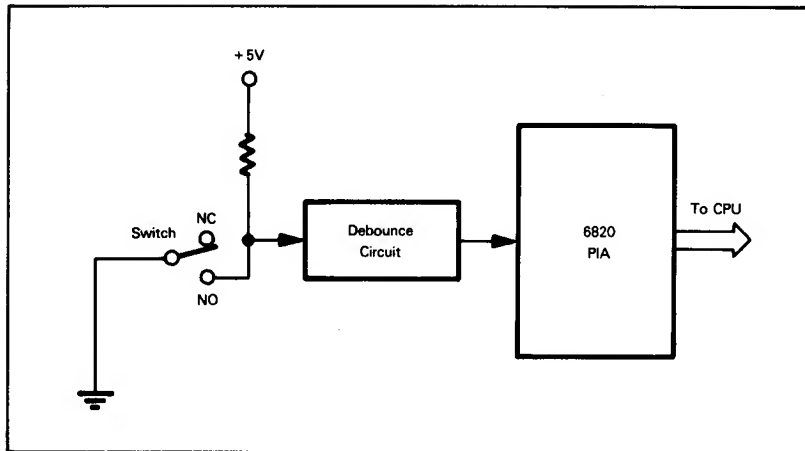 +5V
NC
Switch
NO
Debounce
Circuit
6820
PIA
To CPU